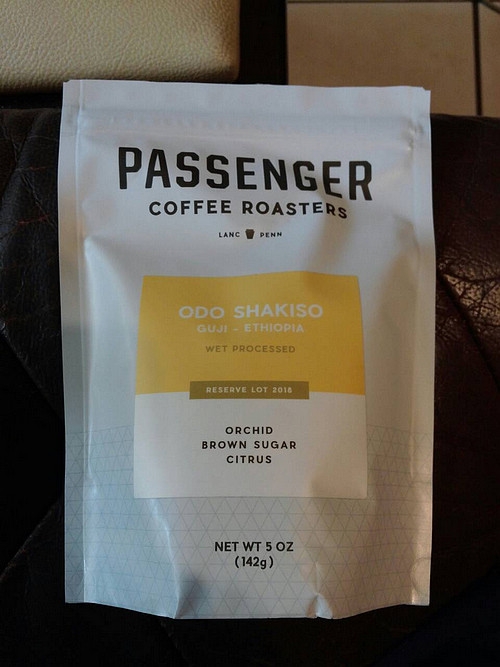 PASSENGER
COFFEE ROASTERS
LANC PENN
ODO SHAKISO
GUJI - ETHIOPIA
WET PROCESSED
RESERVE LOT 2018
ORCHID
BROWN SUGAR
CITRUS
NET WT 5 OZ
(142g)